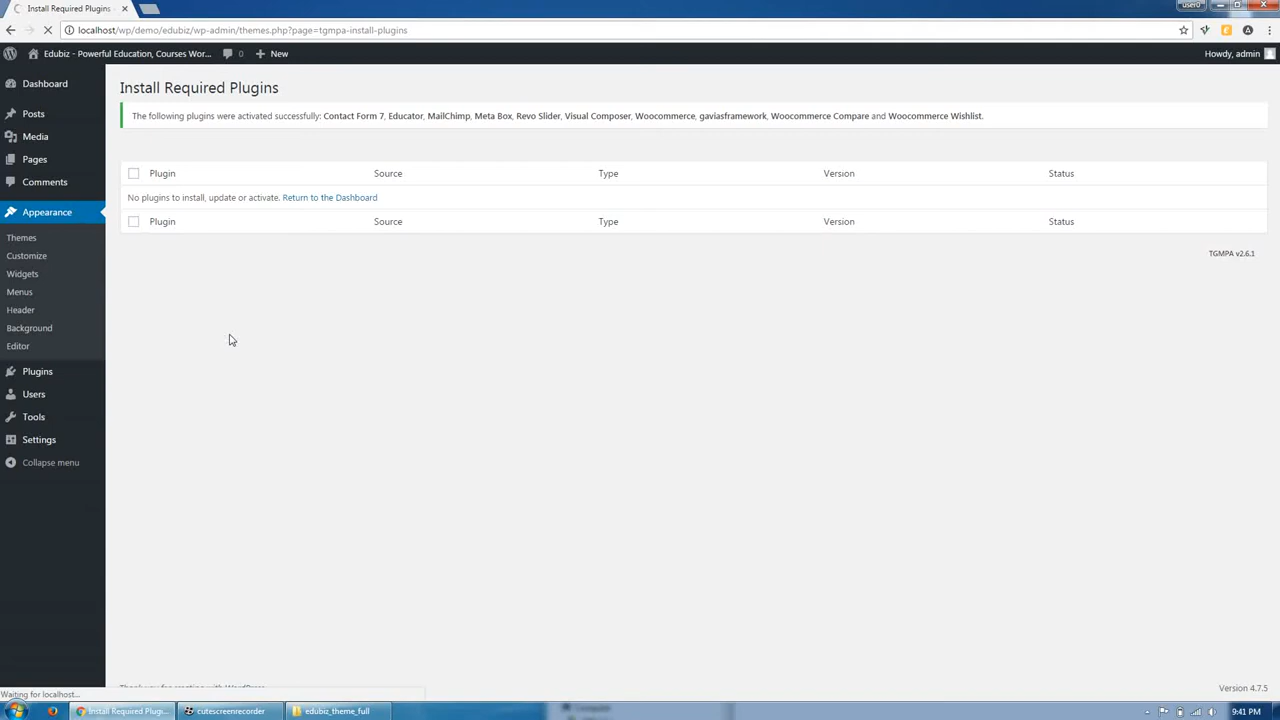 Install Required Plugins -
user0
localhost/wp/demo/edubiz/wp-admin/themes.php?page=tgmpa-install-plugins
Edubiz - Powerful Education, Courses Wor...
0
New
Howdy, admin
Dashboard
Posts
Media
Pages
Comments
Appearance
Themes
Customize
Widgets
Menus
Header
Background
Editor
Plugins
Users
Tools
Settings
Collapse menu
Install Required Plugins
The following plugins were activated successfully: Contact Form 7, Educator, MailChimp, Meta Box, Revo Slider, Visual Composer, Woocommerce, gaviasframework, Woocommerce Compare and Woocommerce Wishlist.
Plugin Source Type Version Status
No plugins to install, update or activate. Return to the Dashboard
Plugin Source Type Version Status
TGMPA v2.6.1
Version 4.7.5
Waiting for localhost...
Install Required Plugi...
cutescreenrecorder
edubiz_theme_full
9:41 PM